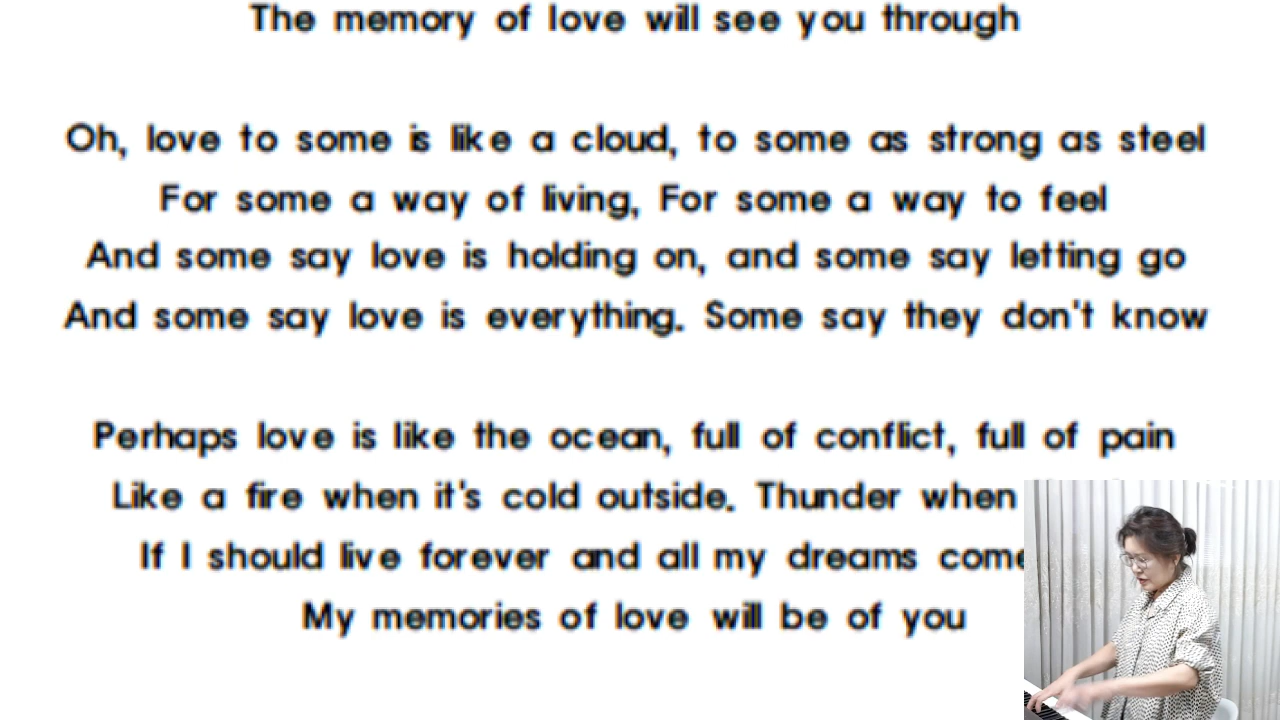 The memory of love will see you through
Oh, love to some is like a cloud, to some as strong as steel
For some a way of living, For some a way to feel
And some say love is holding on, and some say letting go
And some say love is everything. Some say they don't know
Perhaps love is like the ocean, full of conflict, full of pain
Like a fire when it's cold outside. Thunder when
If I should live forever and all my dreams come
My memories of love will be of you